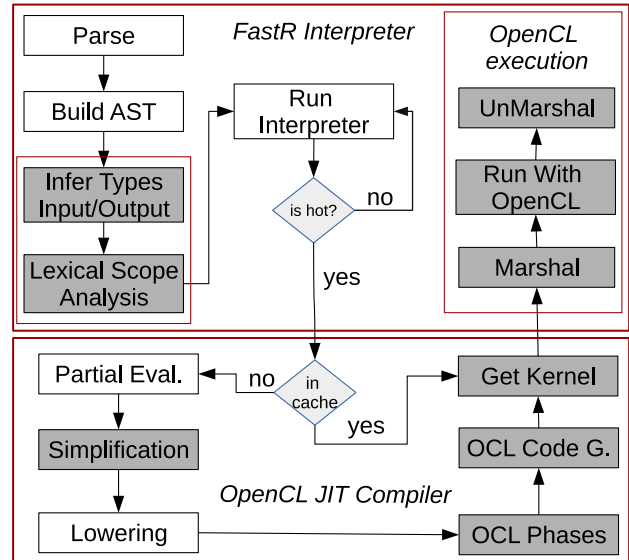 Parse
FastR Interpreter
OpenCL
execution
Build AST
Run
Interpreter
UnMarshal
Infer Types
Input/Output
is hot?
no
Run With
OpenCL
Lexical Scope
Analysis
yes
Marshal
Partial Eval.
no
in
cache
yes
Get Kernel
Simplification
OCL Code G.
OpenCL JIT Compiler
Lowering
OCL Phases